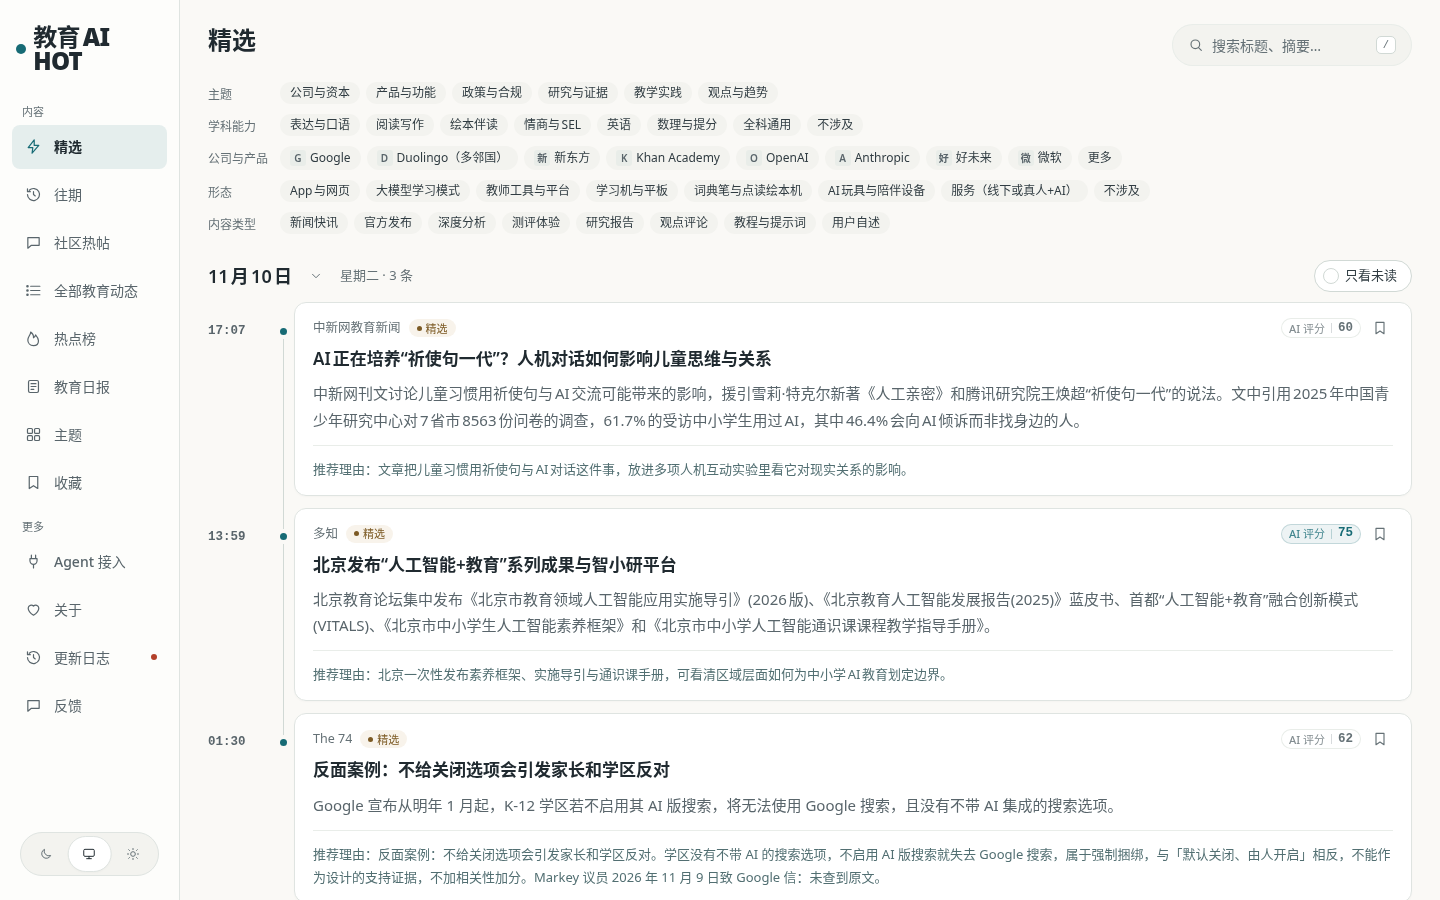 教育 AI
HOT
内容
精选
往期
社区热帖
全部教育动态
热点榜
教育日报
主题
收藏
更多
Agent 接入
关于
更新日志
反馈
精选
搜索标题、摘要... /
主题 公司与资本 产品与功能 政策与合规 研究与证据 教学实践 观点与趋势
学科能力 表达与口语 阅读写作 绘本伴读 情商与 SEL 英语 数理与提分 全科通用 不涉及
公司与产品 G Google D Duolingo（多邻国） 新 新东方 K Khan Academy O OpenAI A Anthropic 好 好未来 微 微软 更多
形态 App 与网页 大模型学习模式 教师工具与平台 学习机与平板 词典笔与点读绘本机 AI 玩具与陪伴设备 服务（线下或真人+AI） 不涉及
内容类型 新闻快讯 官方发布 深度分析 测评体验 研究报告 观点评论 教程与提示词 用户自述
11 月 10 日 星期二 · 3 条 只看未读
17:07 中新网教育新闻 精选 AI 评分 60
AI 正在培养“祈使句一代”？人机对话如何影响儿童思维与关系
中新网刊文讨论儿童习惯用祈使句与 AI 交流可能带来的影响，援引雪莉·特克尔新著《人工亲密》和腾讯研究院王焕超“祈使句一代”的说法。文中引用 2025 年中国青
少年研究中心对 7 省市 8563 份问卷的调查，61.7% 的受访中小学生用过 AI，其中 46.4% 会向 AI 倾诉而非找身边的人。
推荐理由：文章把儿童习惯用祈使句与 AI 对话这件事，放进多项人机互动实验里看它对现实关系的影响。
13:59 多知 精选 AI 评分 75
北京发布“人工智能+教育”系列成果与智小研平台
北京教育论坛集中发布《北京市教育领域人工智能应用实施导引》(2026 版)、《北京教育人工智能发展报告(2025)》蓝皮书、首都“人工智能+教育”融合创新模式
(VITALS)、《北京市中小学生人工智能素养框架》和《北京市中小学人工智能通识课课程教学指导手册》。
推荐理由：北京一次性发布素养框架、实施导引与通识课手册，可看清区域层面如何为中小学 AI 教育划定边界。
01:30 The 74 精选 AI 评分 62
反面案例：不给关闭选项会引发家长和学区反对
Google 宣布从明年 1 月起，K-12 学区若不启用其 AI 版搜索，将无法使用 Google 搜索，且没有不带 AI 集成的搜索选项。
推荐理由：反面案例：不给关闭选项会引发家长和学区反对。学区没有不带 AI 的搜索选项，不启用 AI 版搜索就失去 Google 搜索，属于强制捆绑，与「默认关闭、由人开启」相反，不能作
为设计的支持证据，不加相关性加分。Markey 议员 2026 年 11 月 9 日致 Google 信：未查到原文。